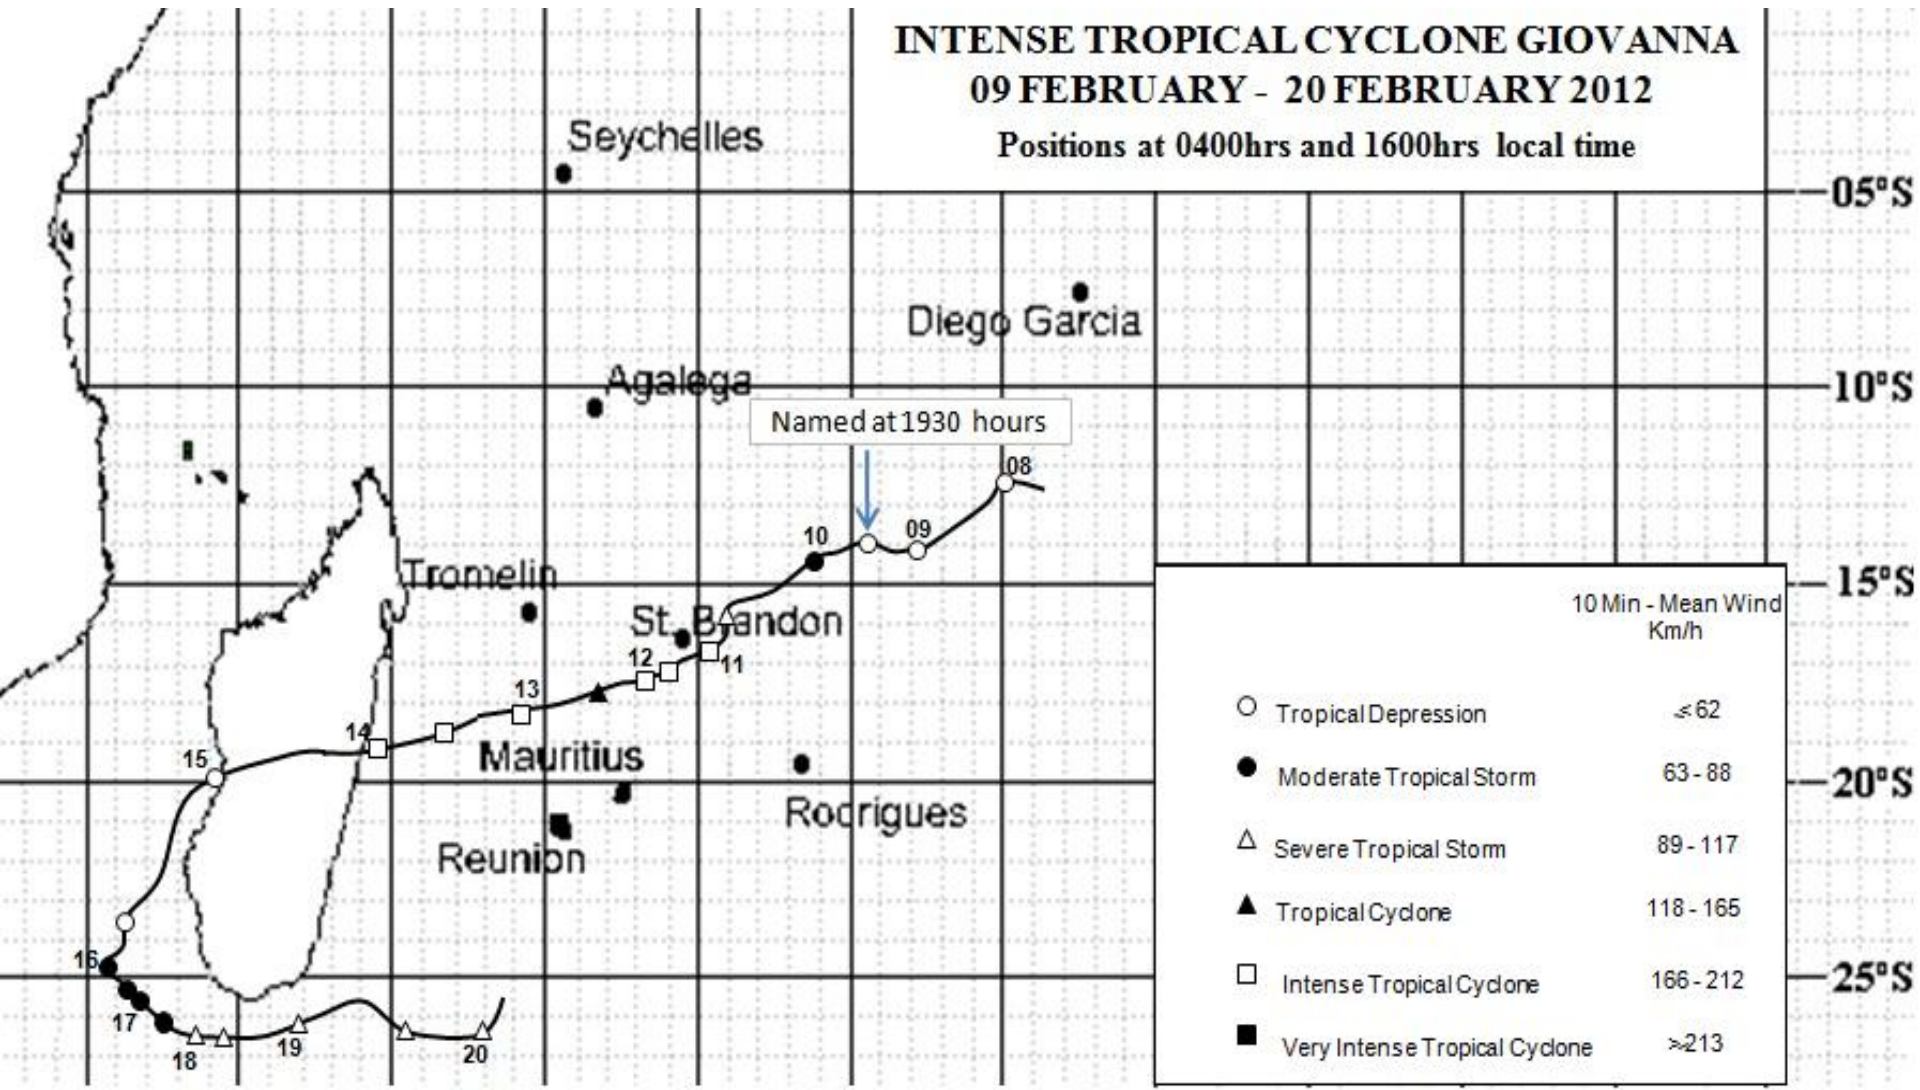 INTENSE TROPICAL CYCLONE GIOVANNA
09 FEBRUARY - 20 FEBRUARY 2012
Positions at 0400hrs and 1600hrs local time
Seychelles
05°S
Diego Garcia
Agalega
10°S
Named at 1930 hours
08
09
10
Tromelin
15°S
St. Brandon
11
12
13
14
15
Mauritius
20°S
Rodrigues
Reunion
16
25°S
17
18
19
20
10 Min - Mean Wind
Km/h
Tropical Depression ≤ 62
Moderate Tropical Storm 63 - 88
Severe Tropical Storm 89 - 117
Tropical Cyclone 118 - 165
Intense Tropical Cyclone 166 - 212
Very Intense Tropical Cyclone >213